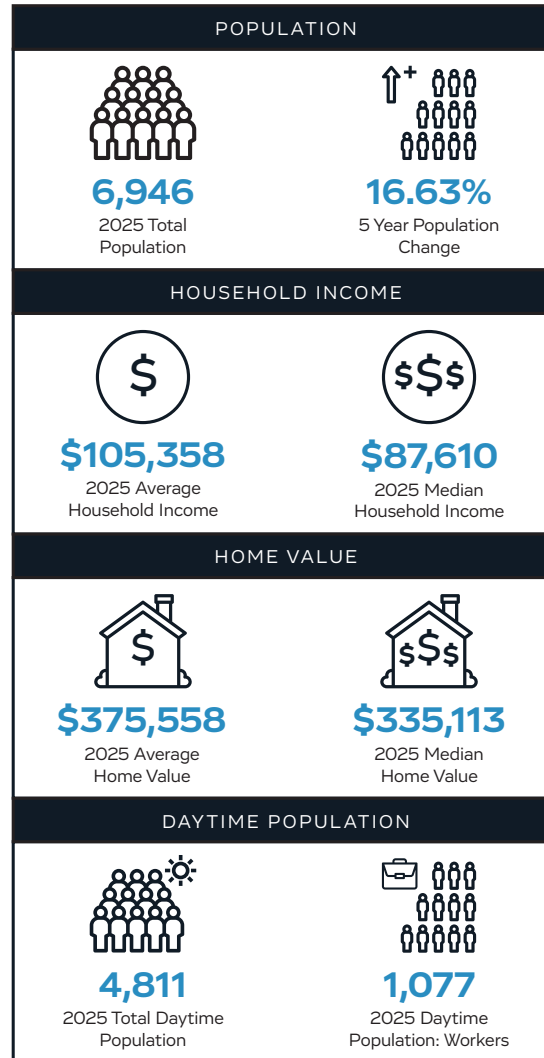 POPULATION
6,946
2025 Total
Population
16.63%
5 Year Population
Change
HOUSEHOLD INCOME
$
$$$
$105,358
2025 Average
Household Income
$87,610
2025 Median
Household Income
HOME VALUE
$
$$$
$375,558
2025 Average
Home Value
$335,113
2025 Median
Home Value
DAYTIME POPULATION
4,811
2025 Total Daytime
Population
1,077
2025 Daytime
Population: Workers